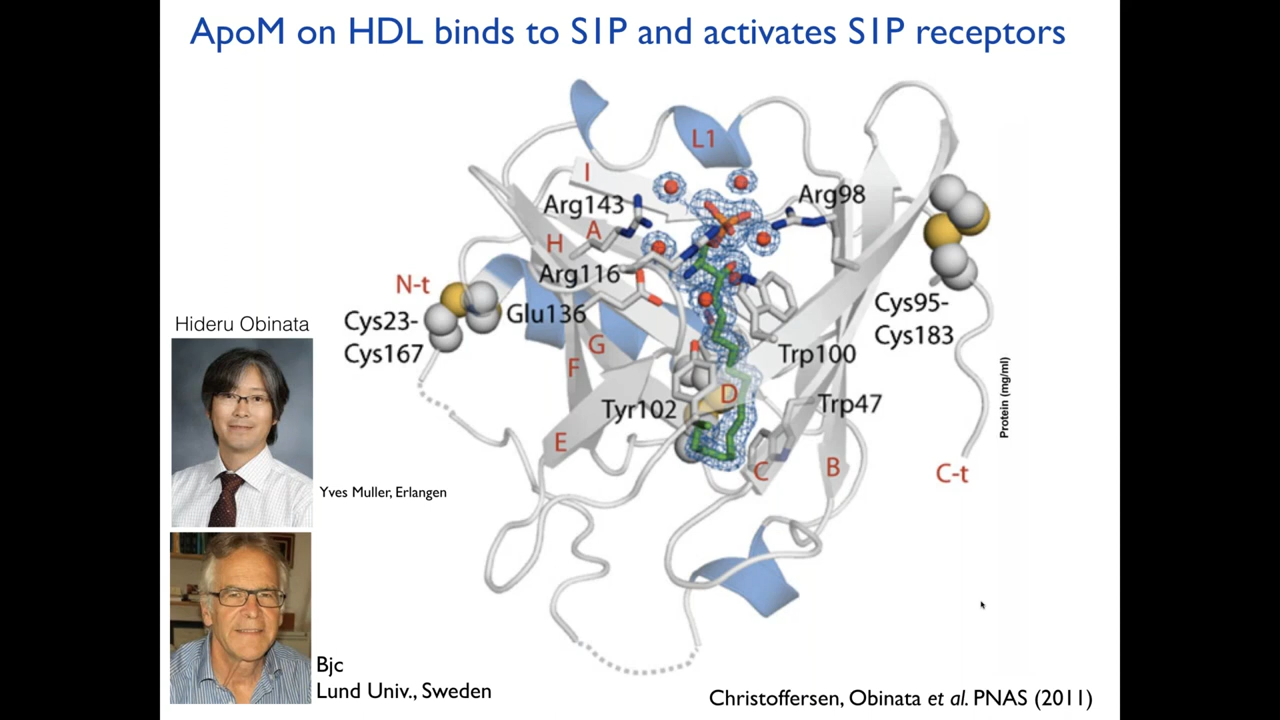 ApoM on HDL binds to S1P and activates S1P receptors
L1
I
Arg143
Arg98
A
H
Arg116
N-t
Glu136
Cys23-
Cys167
Cys95-
Cys183
Hideru Obinata
G
F
Trp100
Protein (mg/ml)
D
Tyr102
Trp47
E
C
B
C-t
Yves Muller, Erlangen
Bjc
Lund Univ., Sweden
Christoffersen, Obinata et al. PNAS (2011)